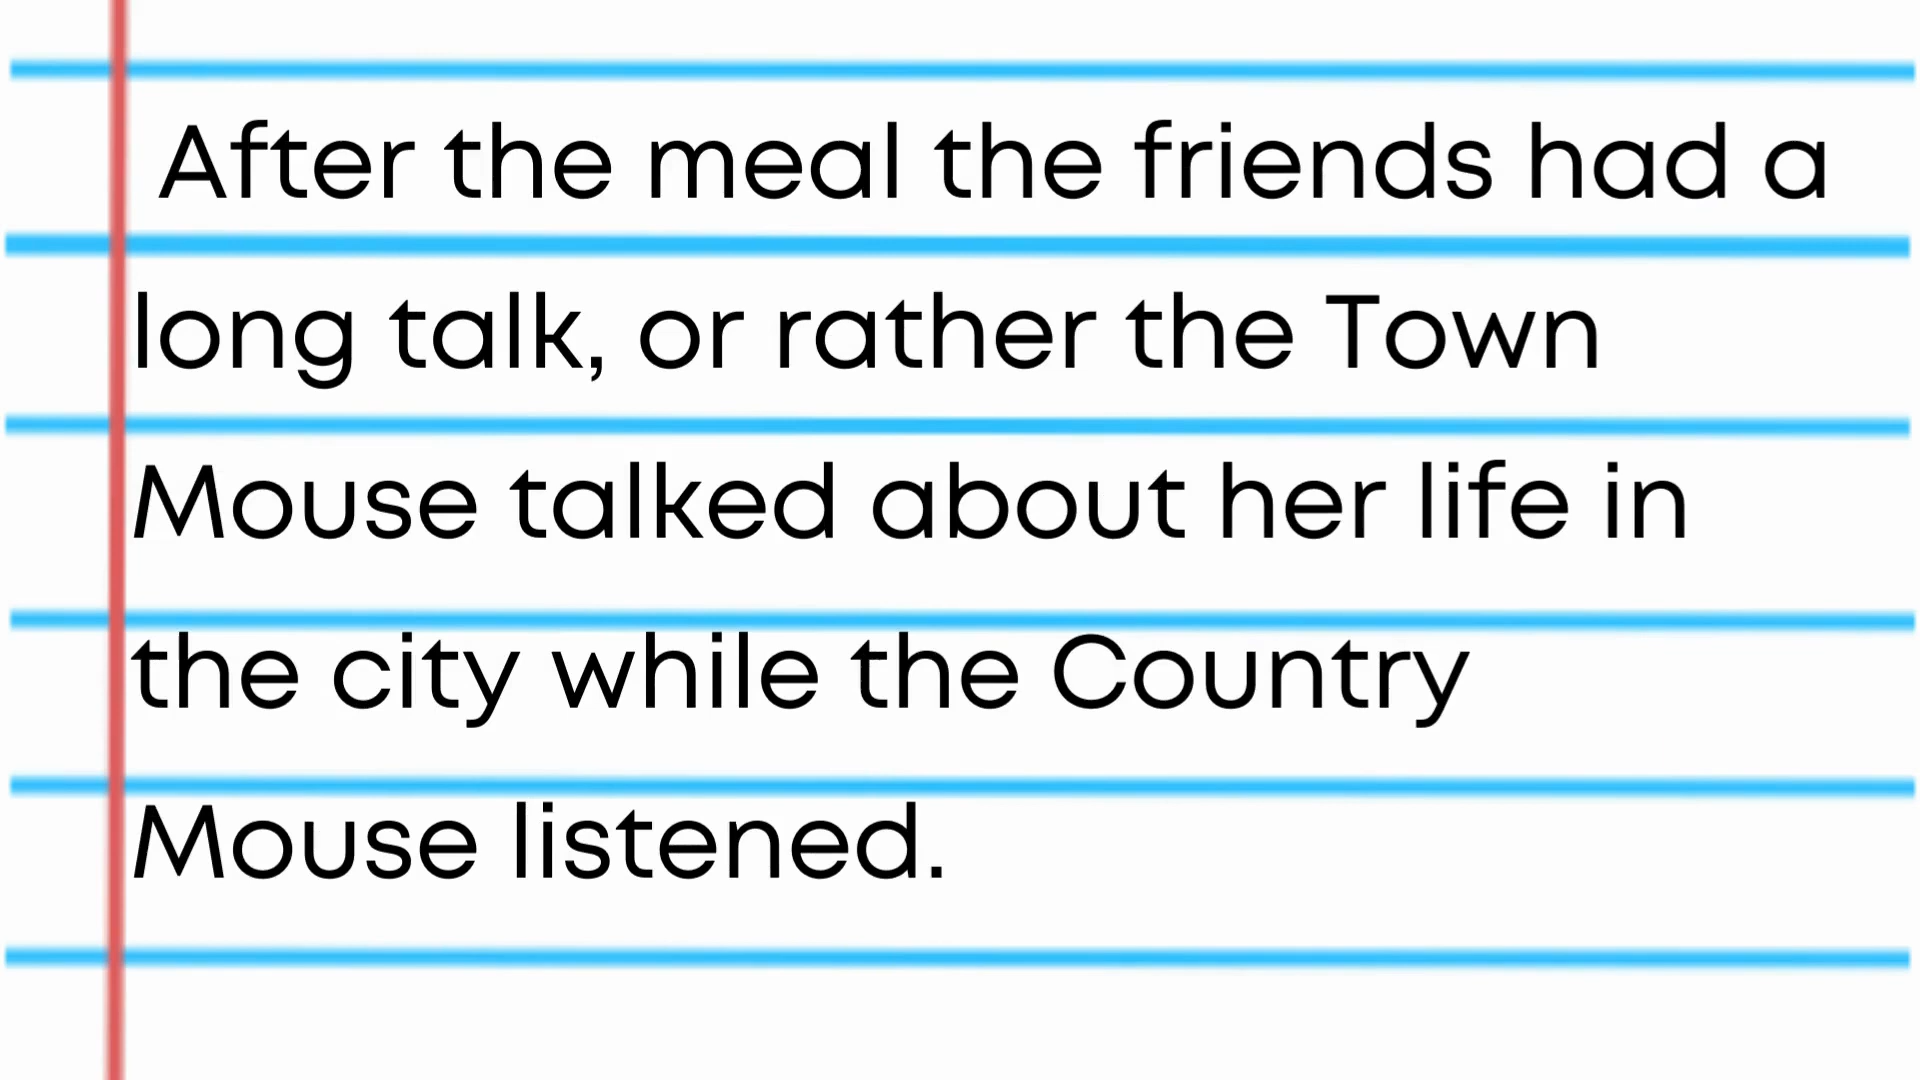 After the meal the friends had a
long talk, or rather the Town
Mouse talked about her life in
the city while the Country
Mouse listened.